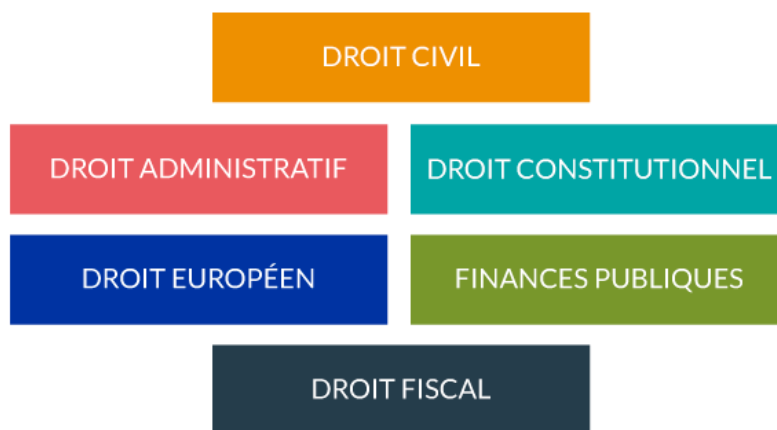 DROIT CIVIL
DROIT ADMINISTRATIF
DROIT CONSTITUTIONNEL
DROIT EUROPÉEN
FINANCES PUBLIQUES
DROIT FISCAL